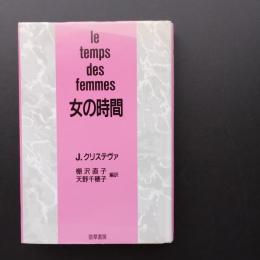 le
temps
des
femmes
女の時間
J. クリステヴァ
棚沢直子
天野千穂子
編訳
勁草書房